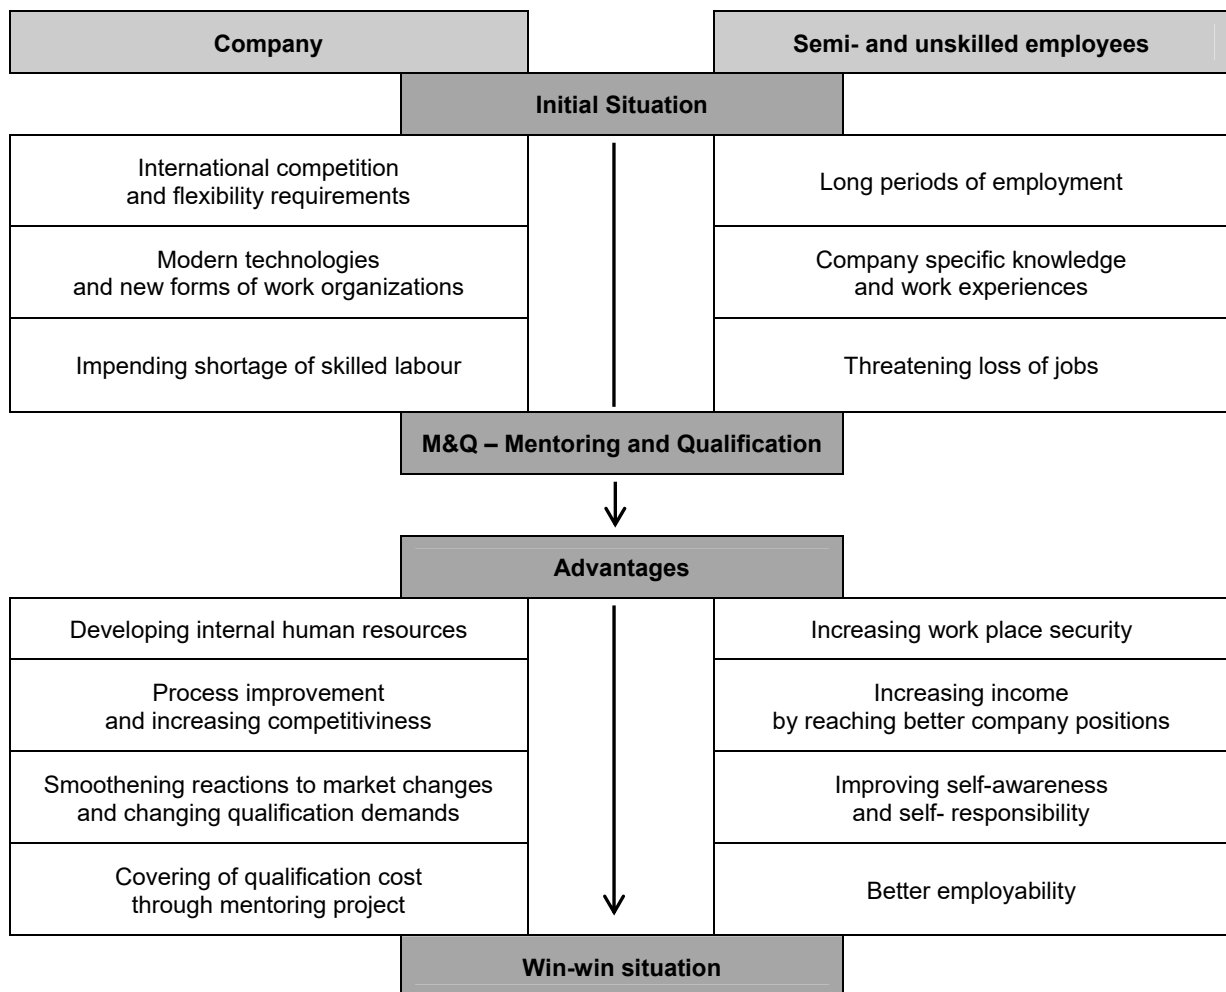 Company
Semi- and unskilled employees
Initial Situation
International competition
and flexibility requirements
Long periods of employment
Modern technologies
and new forms of work organizations
Company specific knowledge
and work experiences
Impending shortage of skilled labour
Threatening loss of jobs
M&Q – Mentoring and Qualification
Advantages
Developing internal human resources
Increasing work place security
Process improvement
and increasing competitiviness
Increasing income
by reaching better company positions
Smoothening reactions to market changes
and changing qualification demands
Improving self-awareness
and self- responsibility
Covering of qualification cost
through mentoring project
Better employability
Win-win situation